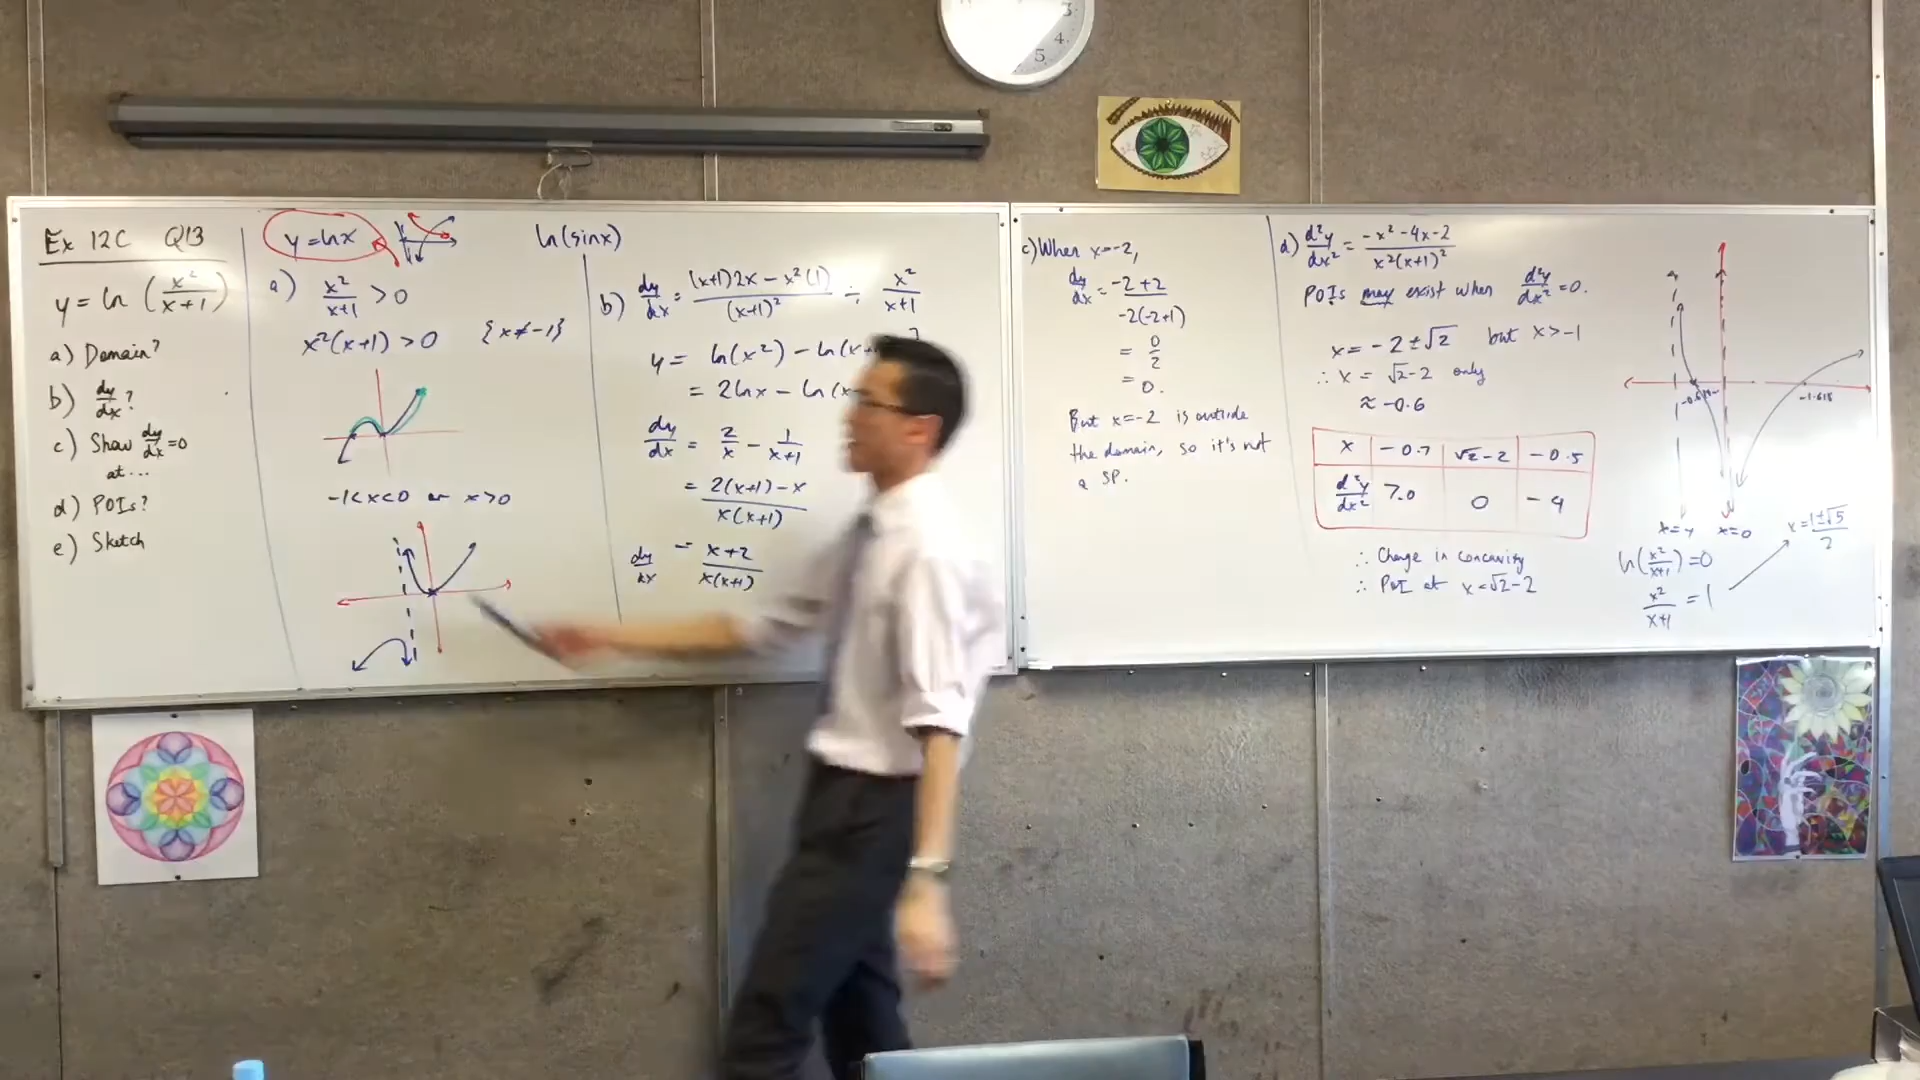 Ex 12C Q13
y = ln (x²/(x+1))
a) Domain?
b) dy/dx?
c) Show dy/dx = 0
at...
d) POIs?
e) Sketch
y = ln x
ln(sin x)
a) x²/(x+1) > 0
x²(x+1) > 0 {x ≠ -1}
-1 < x < 0 or x > 0
b) dy/dx = ((x+1)2x - x²(1))/(x+1)² ÷ x²/(x+1)
y = ln(x²) - ln(x+
= 2 ln x - ln(x
dy/dx = 2/x - 1/(x+1)
= (2(x+1) - x)/(x(x+1))
dy/dx = (x+2)/(x(x+1))
c) When x = -2,
dy/dx = (-2+2)/(-2(-2+1))
= 0/2
= 0.
But x = -2 is outside
the domain, so it's not
a SP.
d) d²y/dx² = (-x² - 4x - 2)/(x²(x+1)²)
POIs may exist when d²y/dx² = 0.
x = -2 ± √2 but x > -1
∴ x = √2 - 2 only
≈ -0.6
x -0.7 √2-2 -0.5
d²y/dx² 7.0 0 -4
∴ Change in concavity
∴ POI at x = √2 - 2
-1.618
x=0
x = (1±√5)/2
ln(x²/(x+1)) = 0
x²/(x+1) = 1
3
4
5